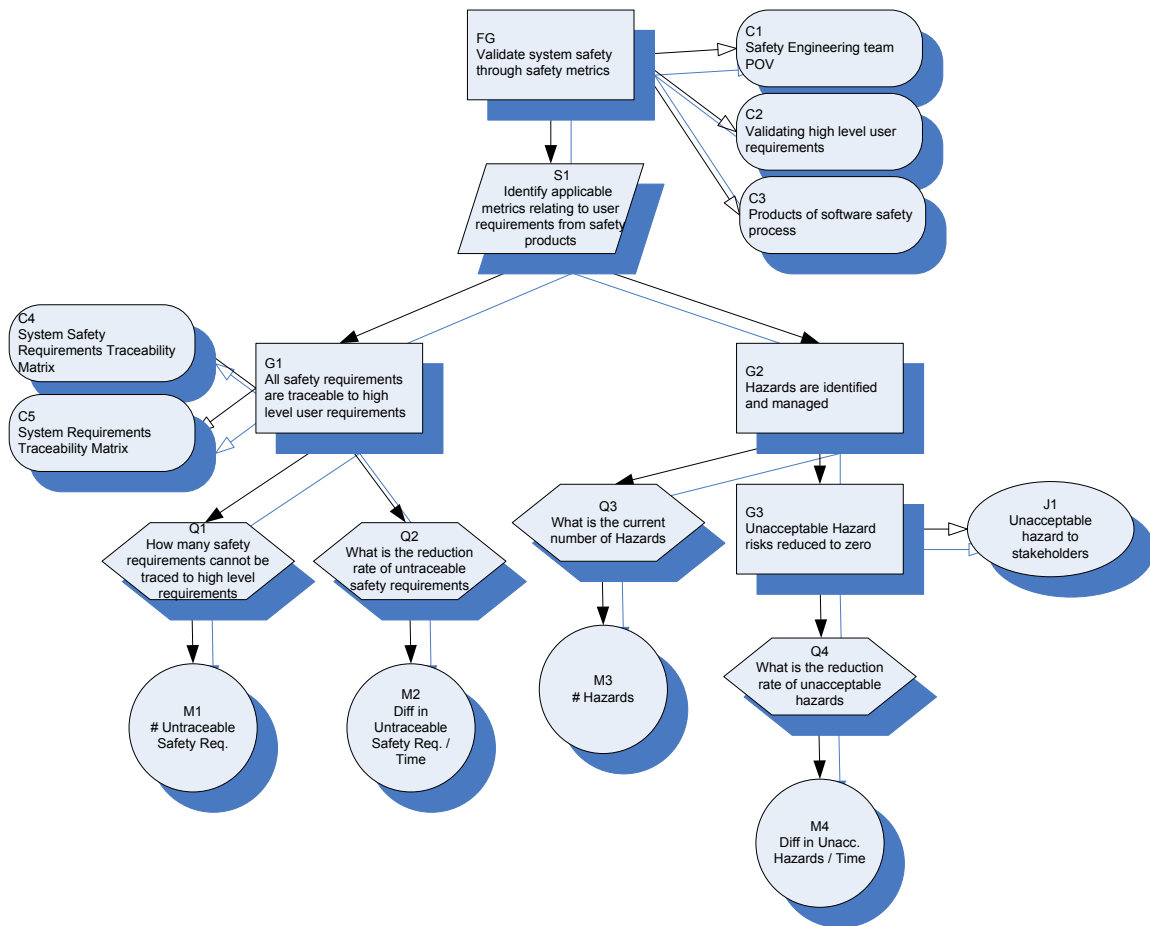 FG
Validate system safety
through safety metrics
C1
Safety Engineering team
POV
C2
Validating high level user
requirements
C3
Products of software safety
process
S1
Identify applicable
metrics relating to user
requirements from safety
products
C4
System Safety
Requirements Traceability
Matrix
C5
System Requirements
Traceability Matrix
G1
All safety requirements
are traceable to high
level user requirements
G2
Hazards are identified
and managed
Q1
How many safety
requirements cannot be
traced to high level
requirements
Q2
What is the reduction
rate of untraceable
safety requirements
Q3
What is the current
number of Hazards
G3
Unacceptable Hazard
risks reduced to zero
J1
Unacceptable
hazard to
stakeholders
M1
# Untraceable
Safety Req.
M2
Diff in
Untraceable
Safety Req. /
Time
M3
# Hazards
Q4
What is the reduction
rate of unacceptable
hazards
M4
Diff in Unacc.
Hazards / Time